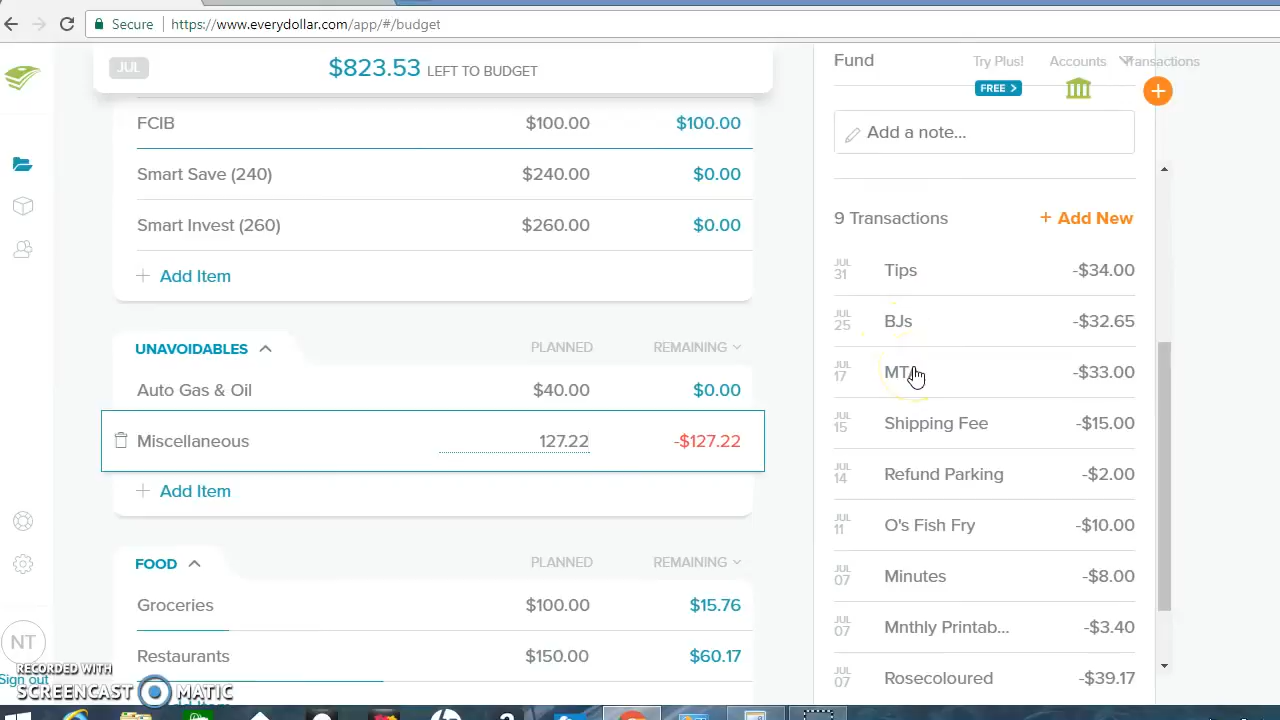 Secure https://www.everydollar.com/app/#/budget
JUL $823.53 LEFT TO BUDGET
FCIB $100.00 $100.00
Smart Save (240) $240.00 $0.00
Smart Invest (260) $260.00 $0.00
+ Add Item
UNAVOIDABLES PLANNED REMAINING
Auto Gas & Oil $40.00 $0.00
Miscellaneous 127.22 -$127.22
+ Add Item
FOOD PLANNED REMAINING
Groceries $100.00 $15.76
Restaurants $150.00 $60.17
Fund Try Plus! Accounts Transactions
FREE >
Add a note...
9 Transactions + Add New
JUL 31 Tips -$34.00
JUL 25 BJs -$32.65
JUL 17 -$33.00
JUL 15 Shipping Fee -$15.00
JUL 14 Refund Parking -$2.00
JUL 11 O's Fish Fry -$10.00
JUL 07 Minutes -$8.00
JUL 07 Mnthly Printab... -$3.40
JUL 07 Rosecoloured -$39.17
NT
Sign out
RECORDED WITH
SCREENCAST MATIC